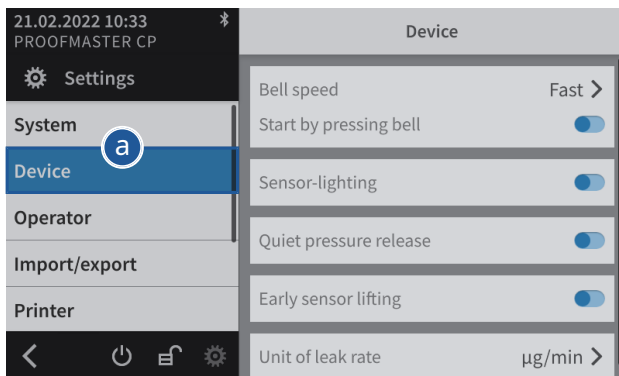 21.02.2022 10:33
PROOFMASTER CP
Settings
System
a
Device
Operator
Import/export
Printer
Device
Bell speed Fast
Start by pressing bell
Sensor-lighting
Quiet pressure release
Early sensor lifting
Unit of leak rate µg/min